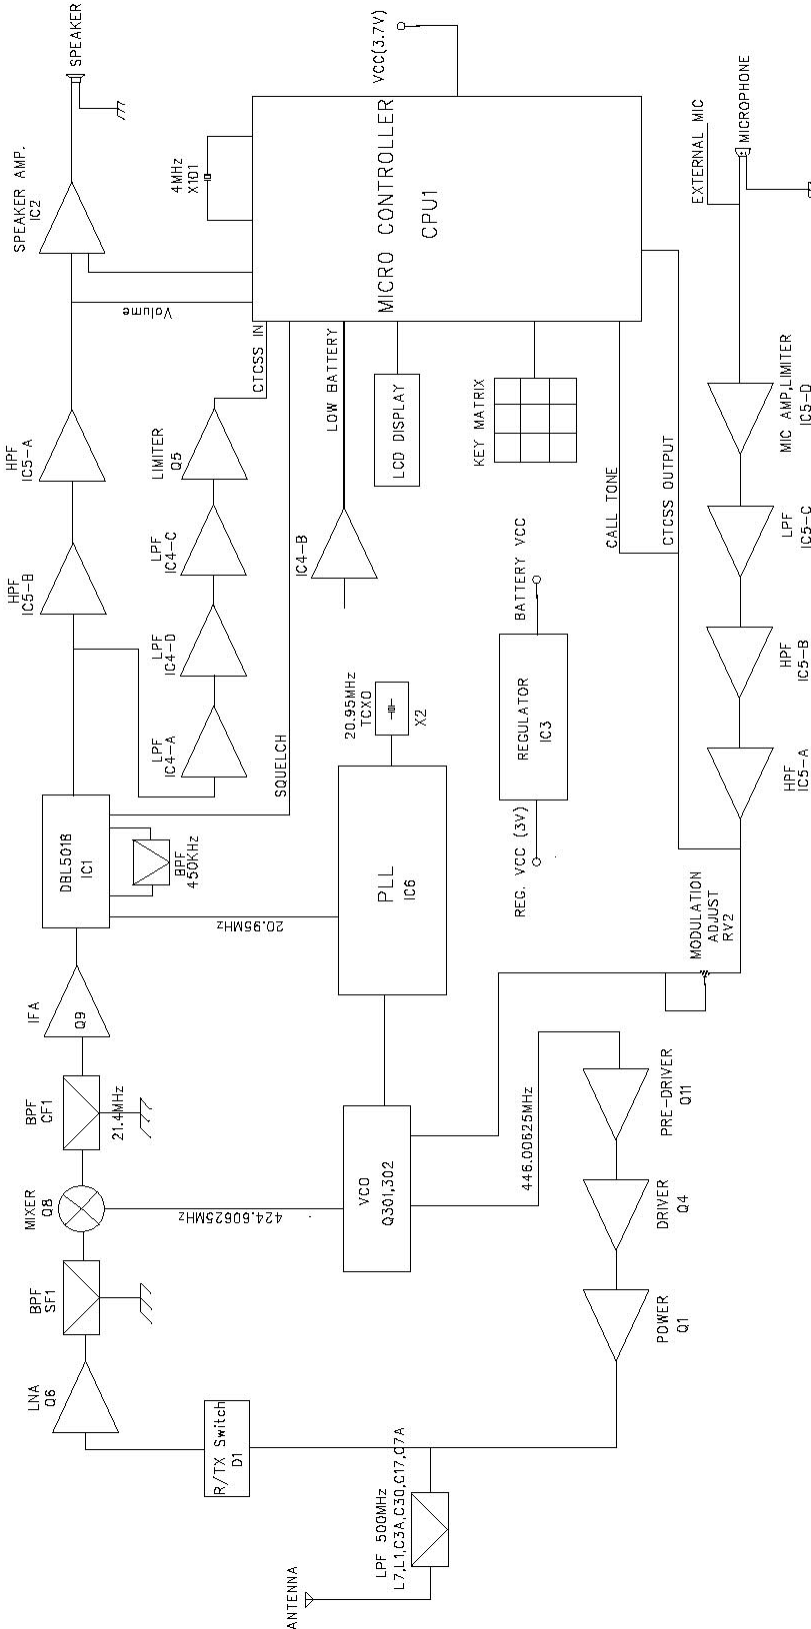 ANTENNA
LPF 500MHz
L7,L1,C3A,C30,C17,C7A
R/TX Switch
D1
LNA
Q6
BPF
SF1
MIXER
Q8
BPF
CF1
21.4MHz
IFA
Q9
DBL5018
IC1
BPF
450KHz
HPF
IC5-B
HPF
IC5-A
SPEAKER AMP.
IC2
SPEAKER
Volume
LPF
IC4-A
LPF
IC4-D
LPF
IC4-C
LIMITER
Q5
CTCSS IN
SQUELCH
LOW BATTERY
IC4-B
4MHz
X101
VCC(3.7V)
MICRO CONTROLLER
CPU1
LCD DISPLAY
KEY MATRIX
CALL TONE
CTCSS OUTPUT
424.60625MHz
20.95MHz
VCO
Q301,302
PLL
IC6
20.95MHz
TCXO
X2
REG. VCC (3V)
REGULATOR
IC3
BATTERY VCC
446.00625MHz
POWER
Q1
DRIVER
Q4
PRE-DRIVER
Q11
MODULATION
ADJUST
RV2
HPF
IC5-A
HPF
IC5-B
LPF
IC5-C
MIC AMP,LIMITER
IC5-D
EXTERNAL MIC
MICROPHONE